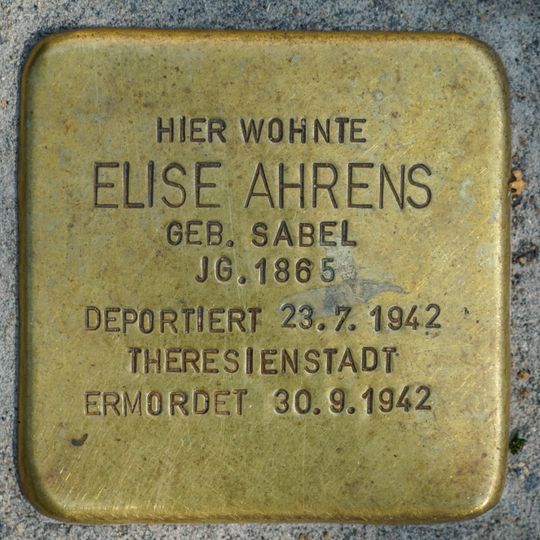 HIER WOHNTE
ELISE AHRENS
GEB. SABEL
JG. 1865
DEPORTIERT 23.7.1942
THERESIENSTADT
ERMORDET 30.9.1942